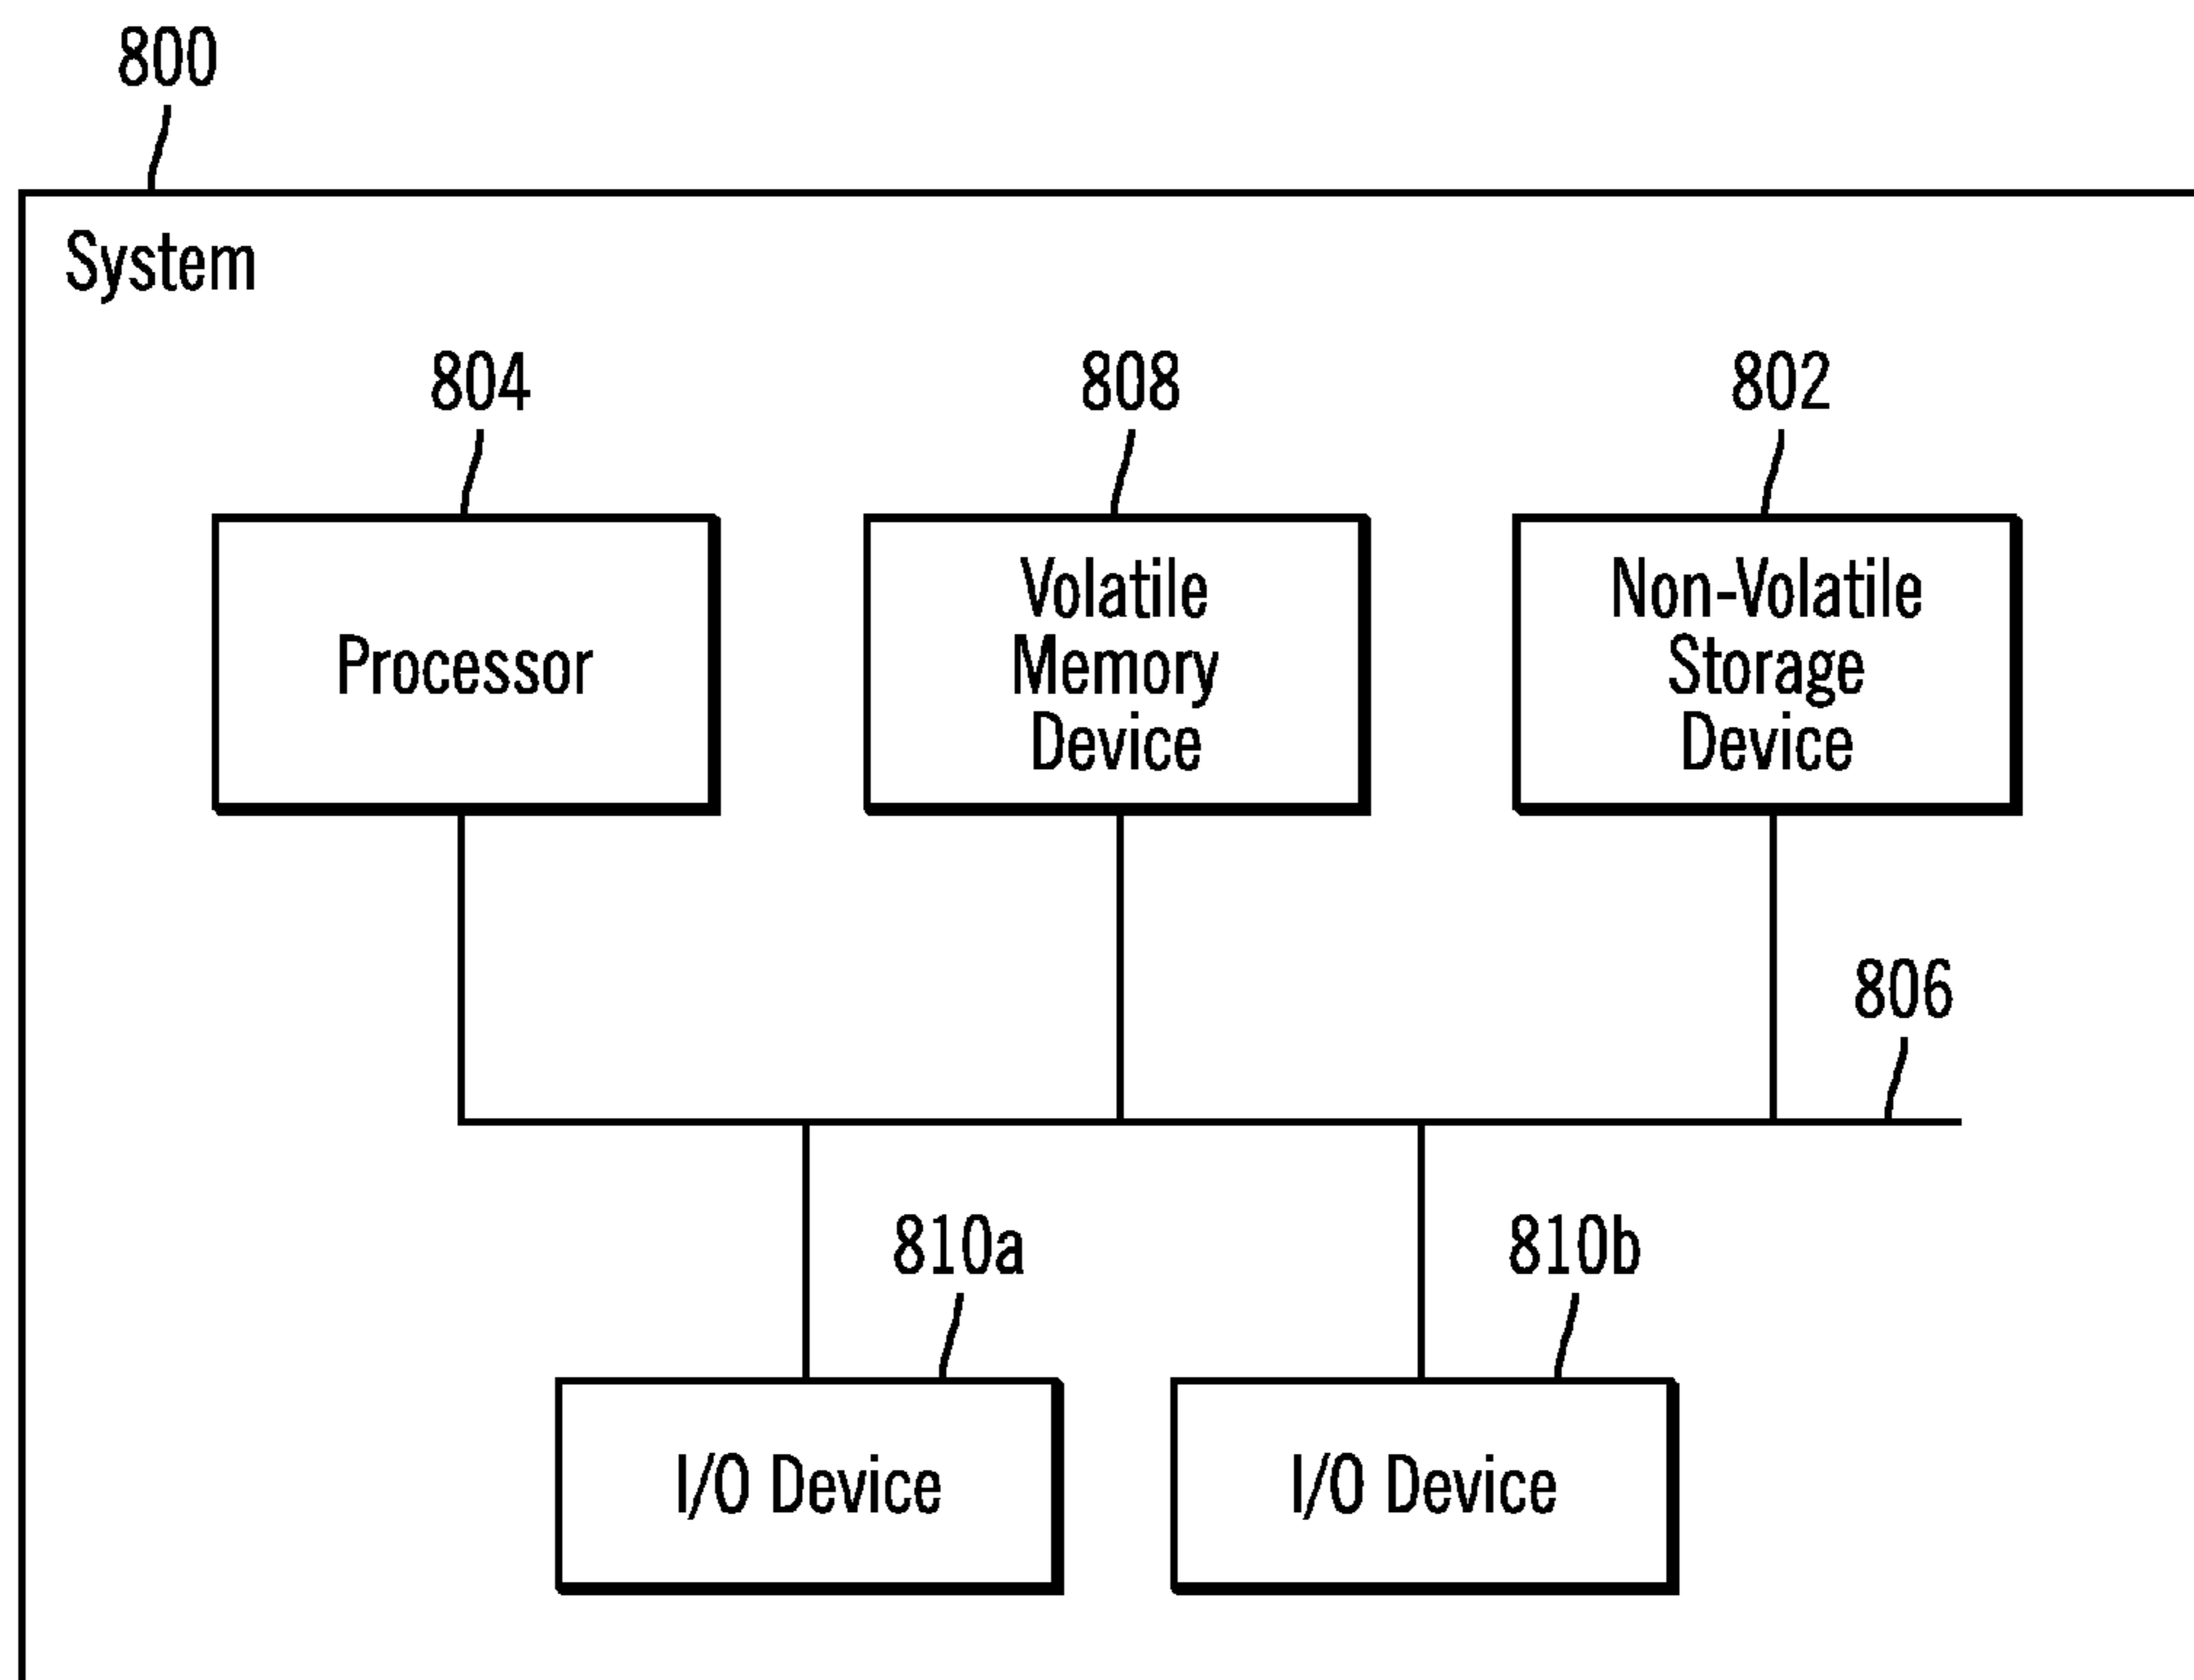 800
System
804
808
802
Processor
Volatile
Memory
Device
Non-Volatile
Storage
Device
806
810a
810b
I/O Device
I/O Device